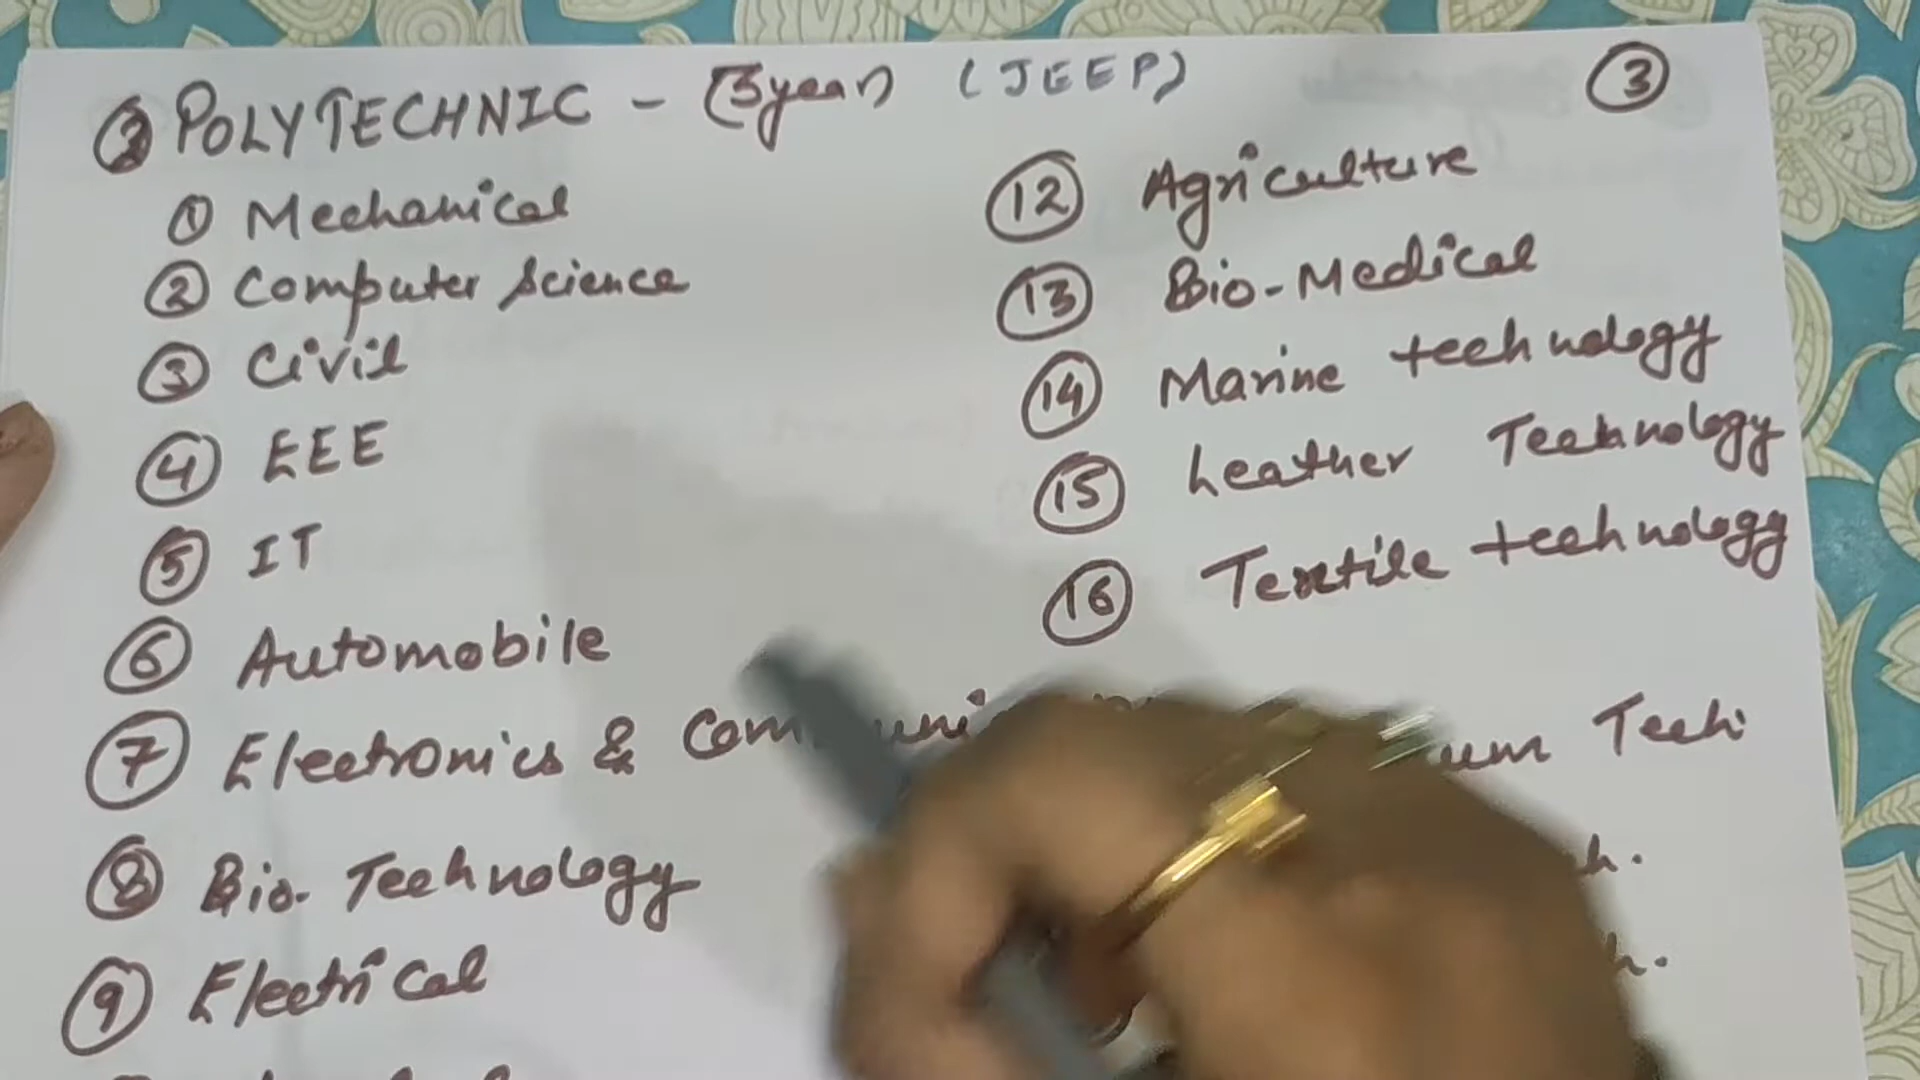 ② POLYTECHNIC - (3year) (JEEP)
③
① Mechanical
② Computer Science
③ Civil
④ EEE
⑤ IT
⑥ Automobile
⑦ Electronics &
⑧ Bio-Technology
⑨ Electrical
⑫ Agriculture
⑬ Bio-Medical
⑭ Marine technology
⑮ Leather Technology
⑯ Textile technology
Tech.